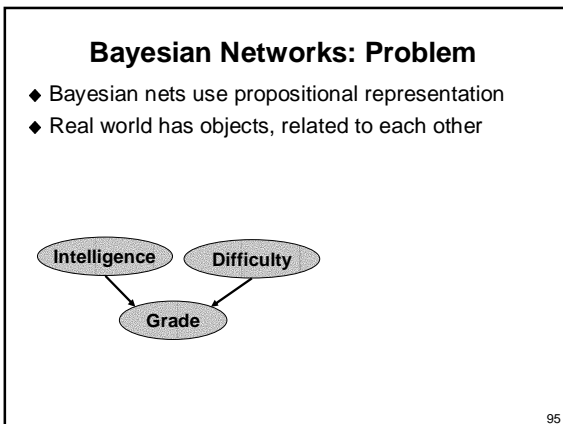 Bayesian Networks: Problem
◆ Bayesian nets use propositional representation
◆ Real world has objects, related to each other
Intelligence
Difficulty
Grade
95